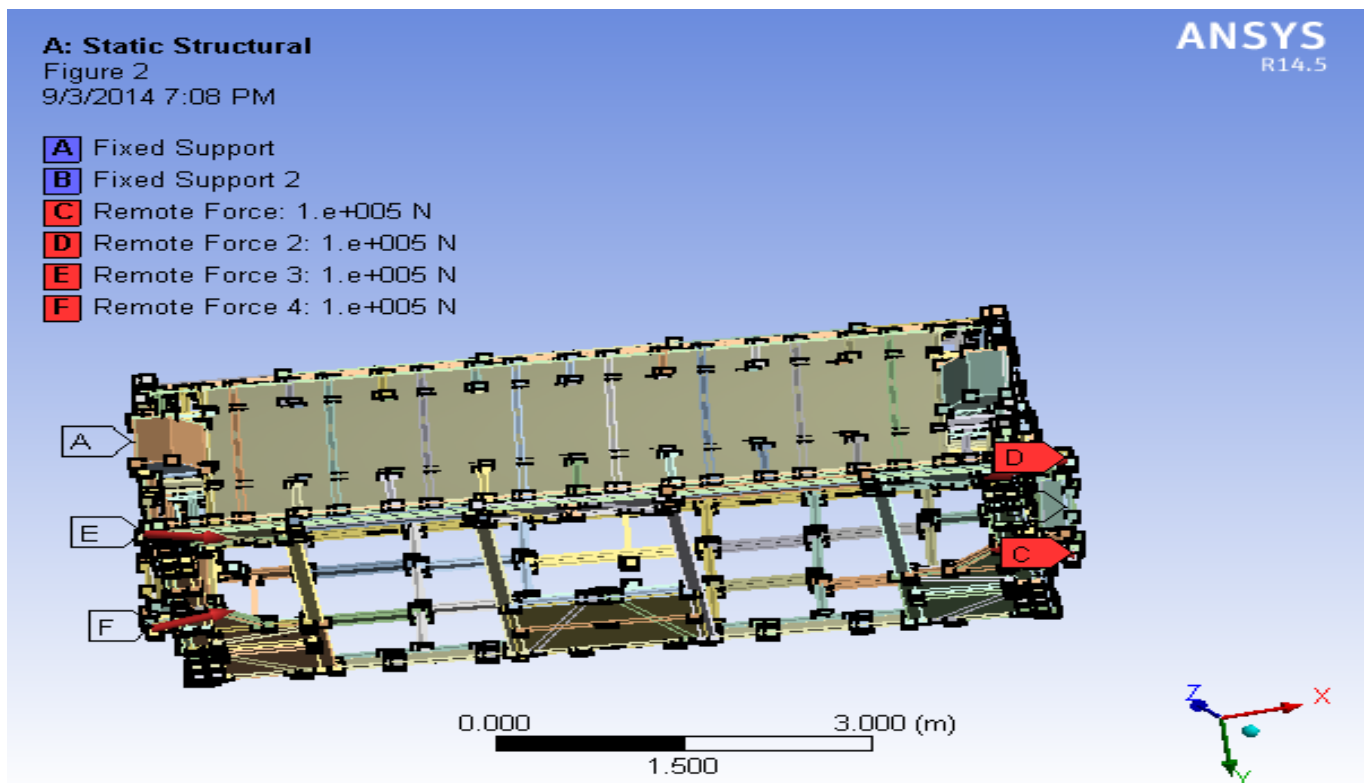 A: Static Structural
Figure 2
9/3/2014 7:08 PM
ANSYS
R14.5
A Fixed Support
B Fixed Support 2
C Remote Force: 1.e+005 N
D Remote Force 2: 1.e+005 N
E Remote Force 3: 1.e+005 N
F Remote Force 4: 1.e+005 N
A
D
E
C
F
0.000 3.000 (m)
1.500
Z X
Y